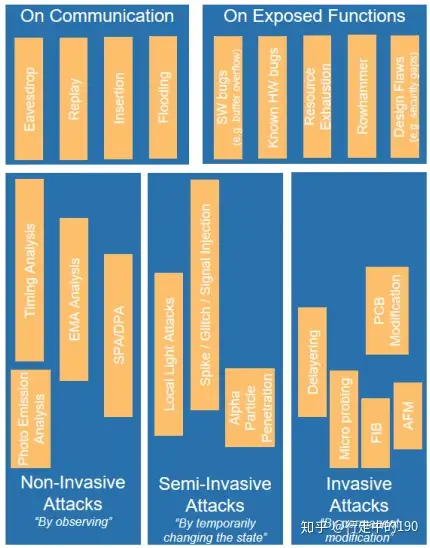 On Communication
Eavesdrop
Replay
Insertion
Flooding
On Exposed Functions
SW bugs
(e.g. buffer overflow)
Known HW bugs
Resource
Exhaustion
Rowhammer
Design Flaws
(e.g. security gaps)
Timing Analysis
EMA Analysis
SPA/DPA
Photo Emission
Analysis
Non-Invasive
Attacks
"By observing"
Local Light Attacks
Spike / Glitch / Signal Injection
Alpha
Particle
Penetration
Semi-Invasive
Attacks
"By temporarily
changing the state"
Delayering
Micro probing
PCB
Modification
FIB
AFM
Invasive
Attacks
"By
modification"
知乎 @行走中的190